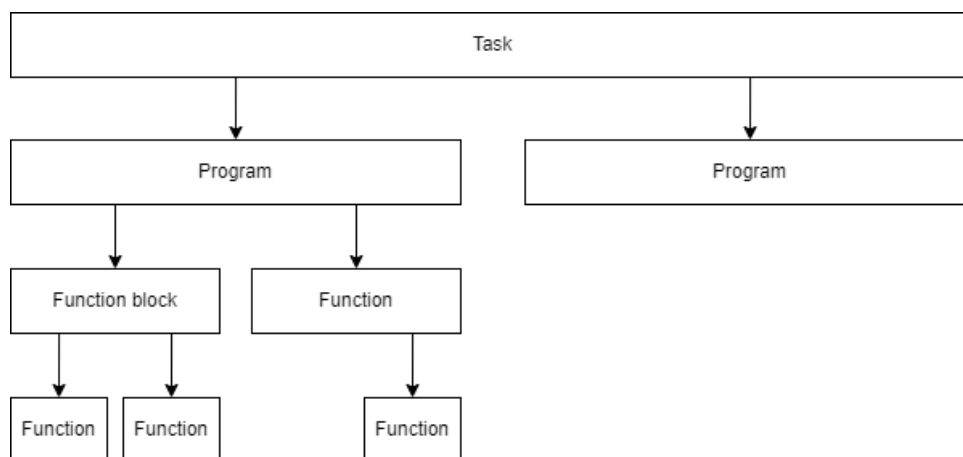 Task
Program
Program
Function block
Function
Function
Function
Function